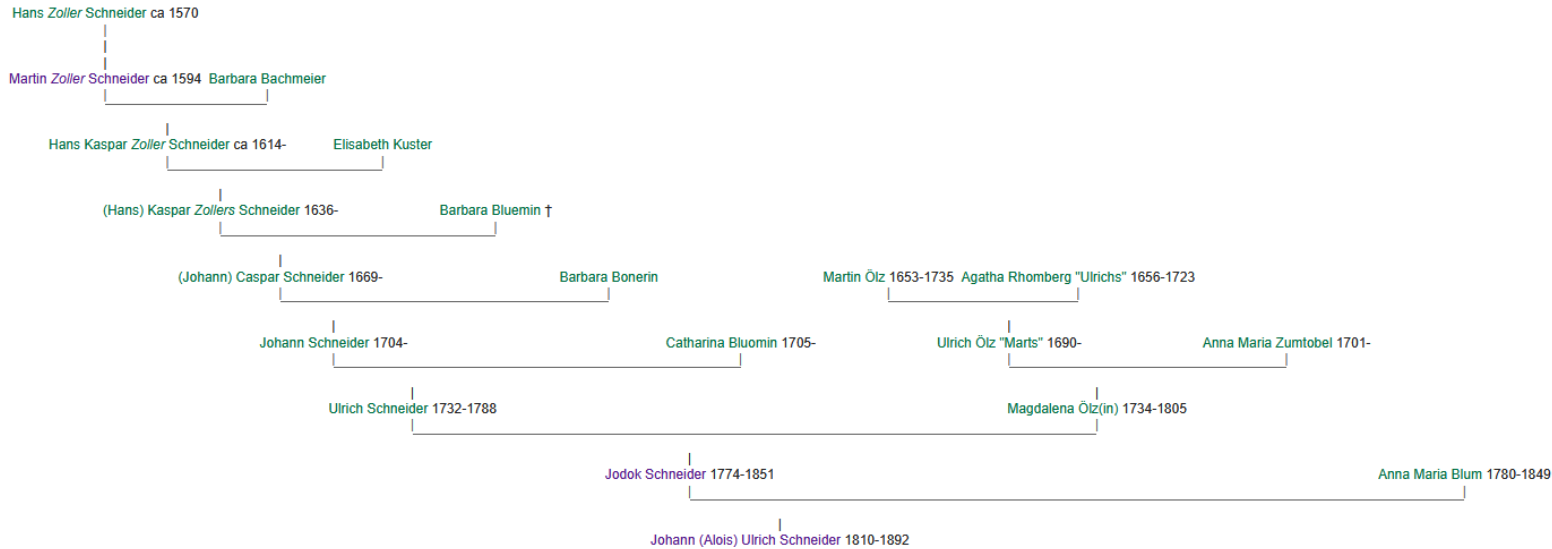 Hans Zoller Schneider ca 1570
Martin Zoller Schneider ca 1594 Barbara Bachmeier
Hans Kaspar Zoller Schneider ca 1614- Elisabeth Kuster
(Hans) Kaspar Zollers Schneider 1636- Barbara Bluemin †
(Johann) Caspar Schneider 1669- Barbara Bonerin Martin Ölz 1653-1735 Agatha Rhomberg "Ulrichs" 1656-1723
Johann Schneider 1704- Catharina Bluomin 1705- Ulrich Ölz "Marts" 1690- Anna Maria Zumtobel 1701-
Ulrich Schneider 1732-1788 Magdalena Ölz(in) 1734-1805
Jodok Schneider 1774-1851 Anna Maria Blum 1780-1849
Johann (Alois) Ulrich Schneider 1810-1892